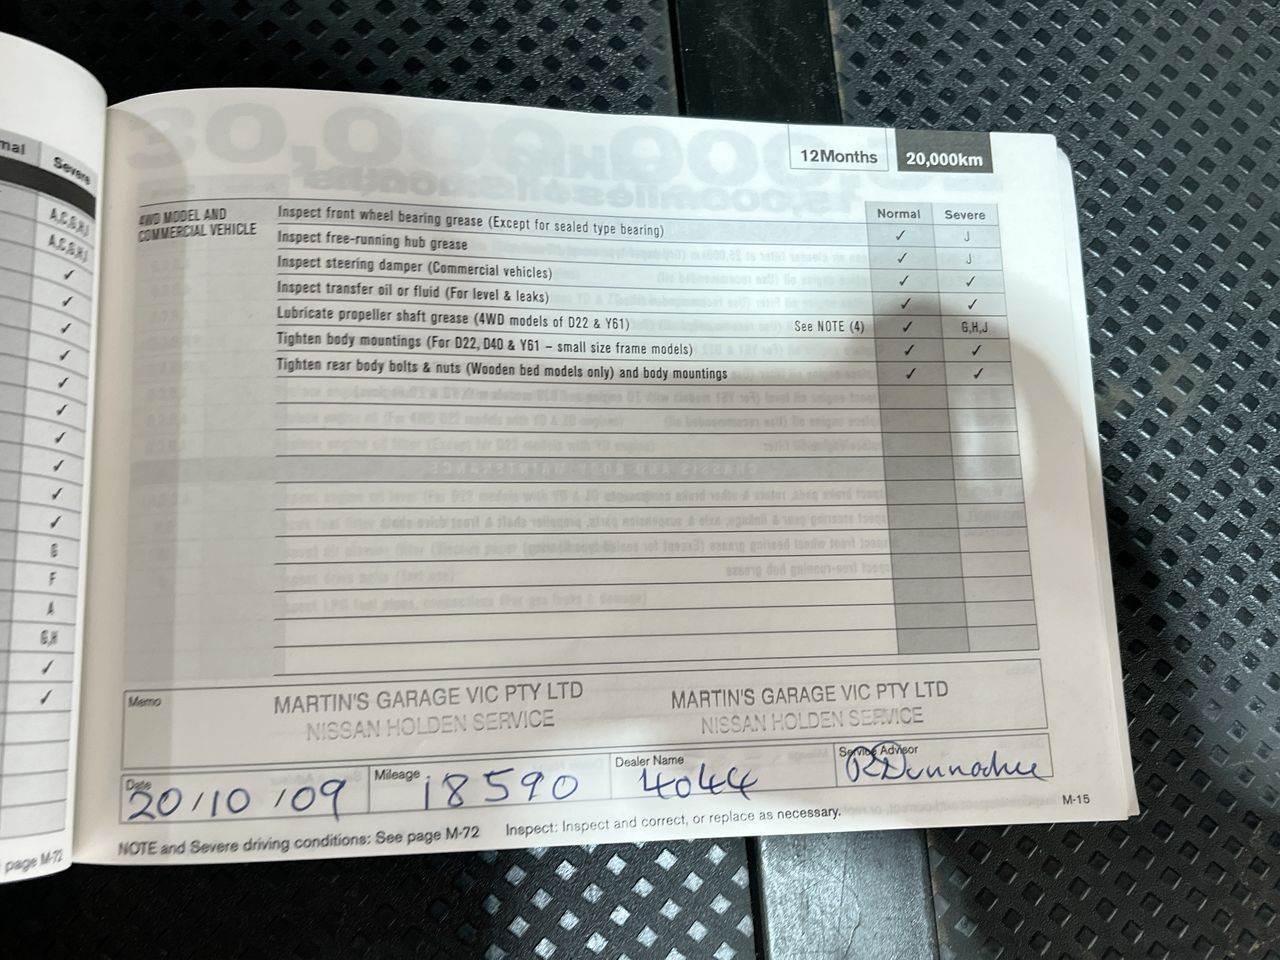 mal Severe
A,C,G,H,J
A,C,G,H,J
✓
✓
✓
✓
✓
✓
✓
✓
✓
✓
G
F
A
G,H
✓
✓
page M-72
12Months 20,000km
Normal Severe
4WD MODEL AND
COMMERCIAL VEHICLE
Inspect front wheel bearing grease (Except for sealed type bearing) ✓ J
Inspect free-running hub grease ✓ J
Inspect steering damper (Commercial vehicles) ✓ ✓
Inspect transfer oil or fluid (For level & leaks) ✓ ✓
Lubricate propeller shaft grease (4WD models of D22 & Y61) See NOTE (4) ✓ G,H,J
Tighten body mountings (For D22, D40 & Y61 – small size frame models) ✓ ✓
Tighten rear body bolts & nuts (Wooden bed models only) and body mountings ✓ ✓
Memo
MARTIN'S GARAGE VIC PTY LTD MARTIN'S GARAGE VIC PTY LTD
NISSAN HOLDEN SERVICE NISSAN HOLDEN SERVICE
Date Mileage Dealer Name Service Advisor
20/10/09 18590 4044
NOTE and Severe driving conditions: See page M-72 Inspect: Inspect and correct, or replace as necessary.
M-15